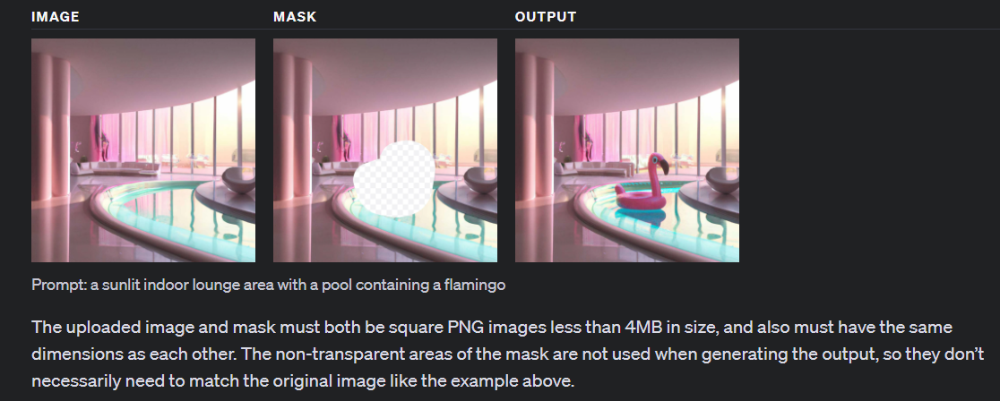 IMAGE MASK OUTPUT
Prompt: a sunlit indoor lounge area with a pool containing a flamingo
The uploaded image and mask must both be square PNG images less than 4MB in size, and also must have the same
dimensions as each other. The non-transparent areas of the mask are not used when generating the output, so they don’t
necessarily need to match the original image like the example above.